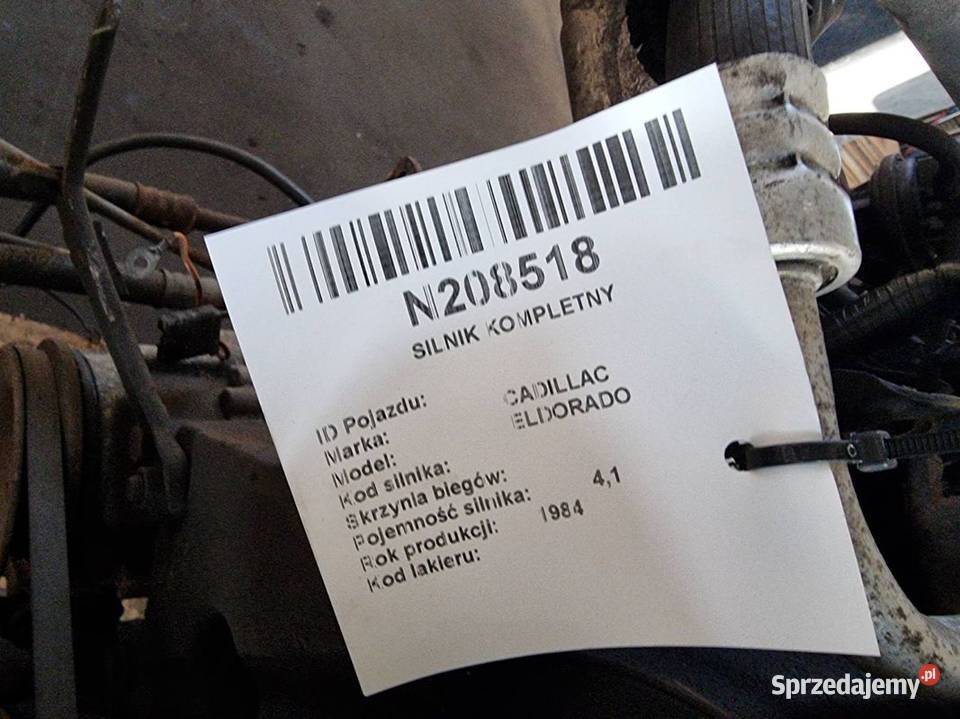 N208518
SILNIK KOMPLETNY
ID Pojazdu:
Marka: CADILLAC
Model: ELDORADO
Kod silnika:
Skrzynia biegów:
Pojemność silnika: 4,1
Rok produkcji: 1984
Kod lakieru:
Sprzedajemy.pl